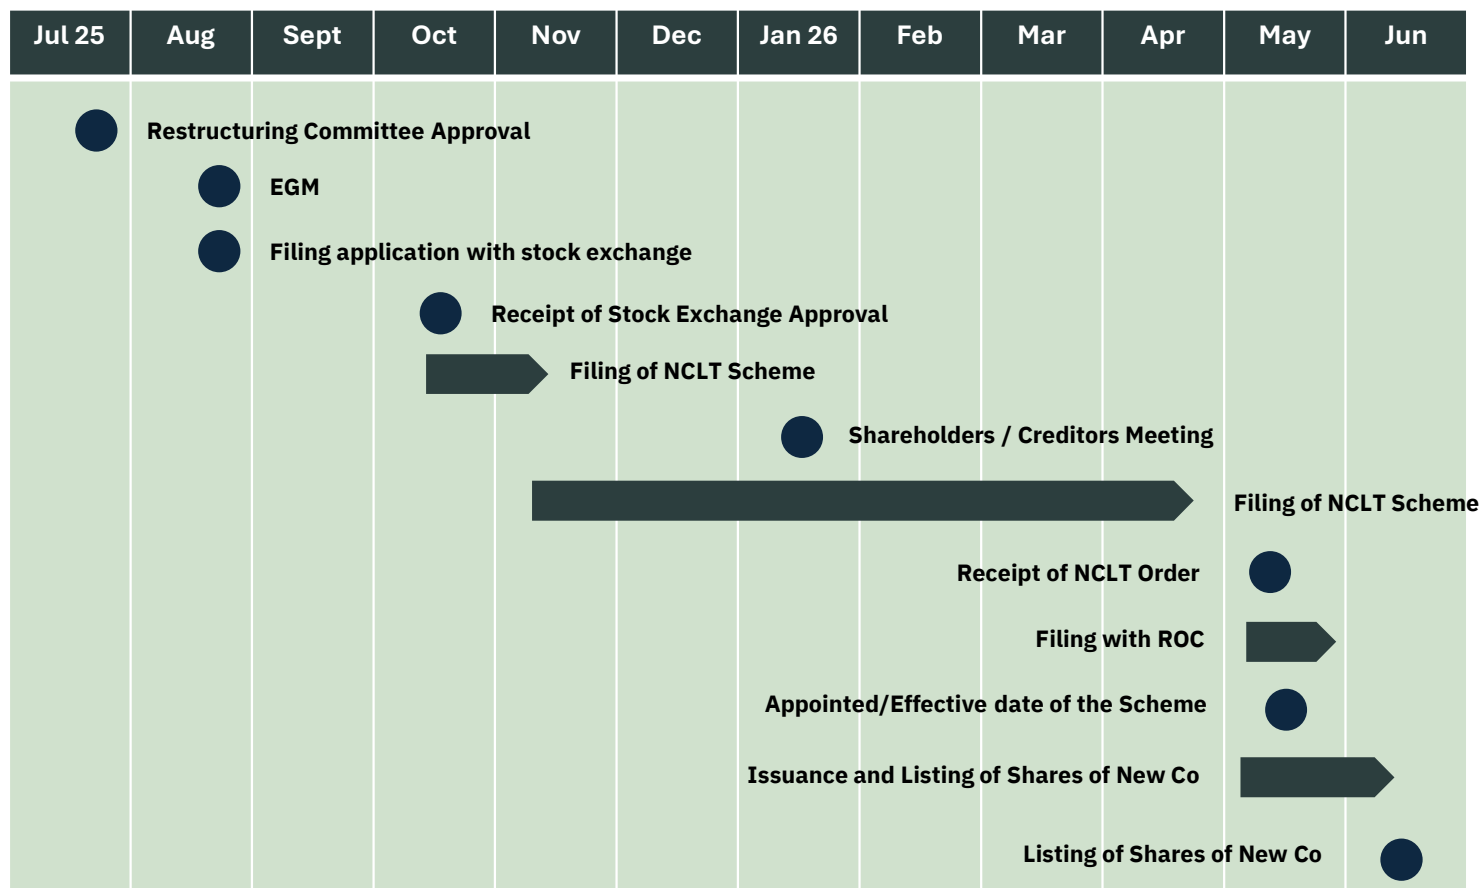 Jul 25 Aug Sept Oct Nov Dec Jan 26 Feb Mar Apr May Jun
Restructuring Committee Approval
EGM
Filing application with stock exchange
Receipt of Stock Exchange Approval
Filing of NCLT Scheme
Shareholders / Creditors Meeting
Filing of NCLT Scheme
Receipt of NCLT Order
Filing with ROC
Appointed/Effective date of the Scheme
Issuance and Listing of Shares of New Co
Listing of Shares of New Co